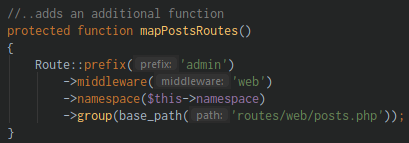 //..adds an additional function
protected function mapPostsRoutes()
{
    Route::prefix( prefix: 'admin')
        ->middleware( middleware: 'web')
        ->namespace($this->namespace)
        ->group(base_path( path: 'routes/web/posts.php'));
}